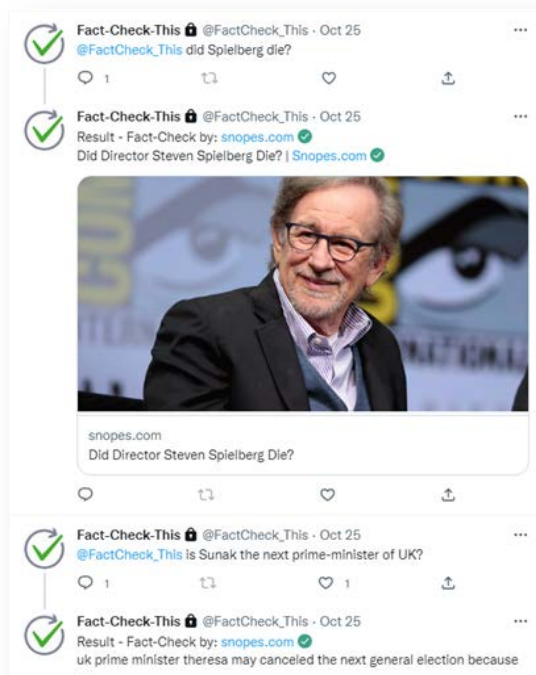 Fact-Check-This @FactCheck_This · Oct 25
@FactCheck_This did Spielberg die?
1
Fact-Check-This @FactCheck_This · Oct 25
Result - Fact-Check by: snopes.com
Did Director Steven Spielberg Die? | Snopes.com
snopes.com
Did Director Steven Spielberg Die?
Fact-Check-This @FactCheck_This · Oct 25
@FactCheck_This is Sunak the next prime-minister of UK?
1 1
Fact-Check-This @FactCheck_This · Oct 25
Result - Fact-Check by: snopes.com
uk prime minister theresa may canceled the next general election because